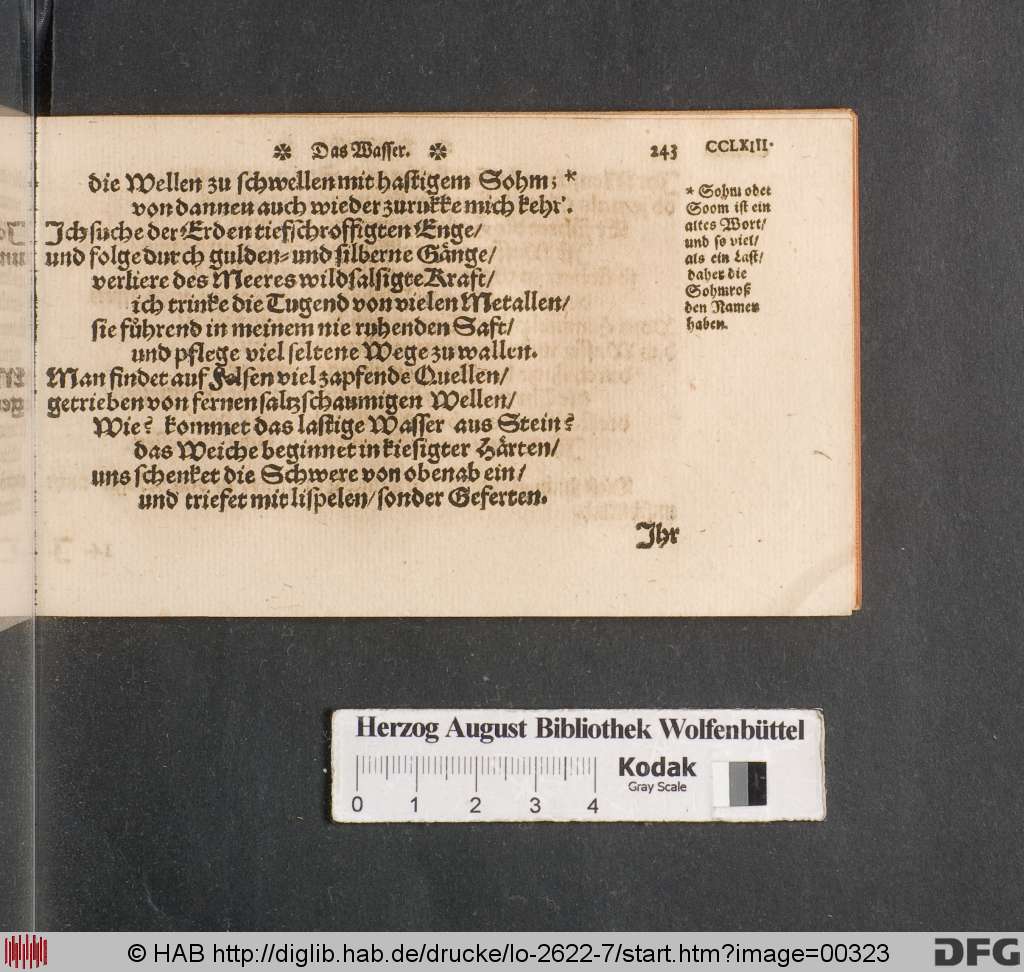 ✼ Das Wasser. ✼ 243 CCLXIII.
die Wellen zu schwellen mit hastigem Sohm; *
von dannen auch wieder zurukke mich kehr'.
Ich suche der Erden tiefschroffigten Enge/
und folge durch gulden- und silberne Gänge/
verliere des Meeres wildsalsigte Kraft/
ich trinke die Tugend von vielen Metallen/
sie führend in meinem nie ruhenden Saft/
und pflege viel seltene Wege zu wallen.
Man findet auf Felsen viel zapfende Quellen/
getrieben von fernen saltzschaumigen Wellen/
Wie? kommet das lastige Wasser aus Stein?
das Weiche beginnet in kiesigter Härten/
uns schenket die Schwere von obenab ein/
und triefet mit lispelen/ sonder Geferten.
Ihr
* Sohm oder
Soom ist ein
altes Wort/
und so viel/
als ein Last/
daher die
Sohmroß
den Namen
haben.
Herzog August Bibliothek Wolfenbüttel
0 1 2 3 4
Kodak
Gray Scale
© HAB http://diglib.hab.de/drucke/lo-2622-7/start.htm?image=00323
DFG